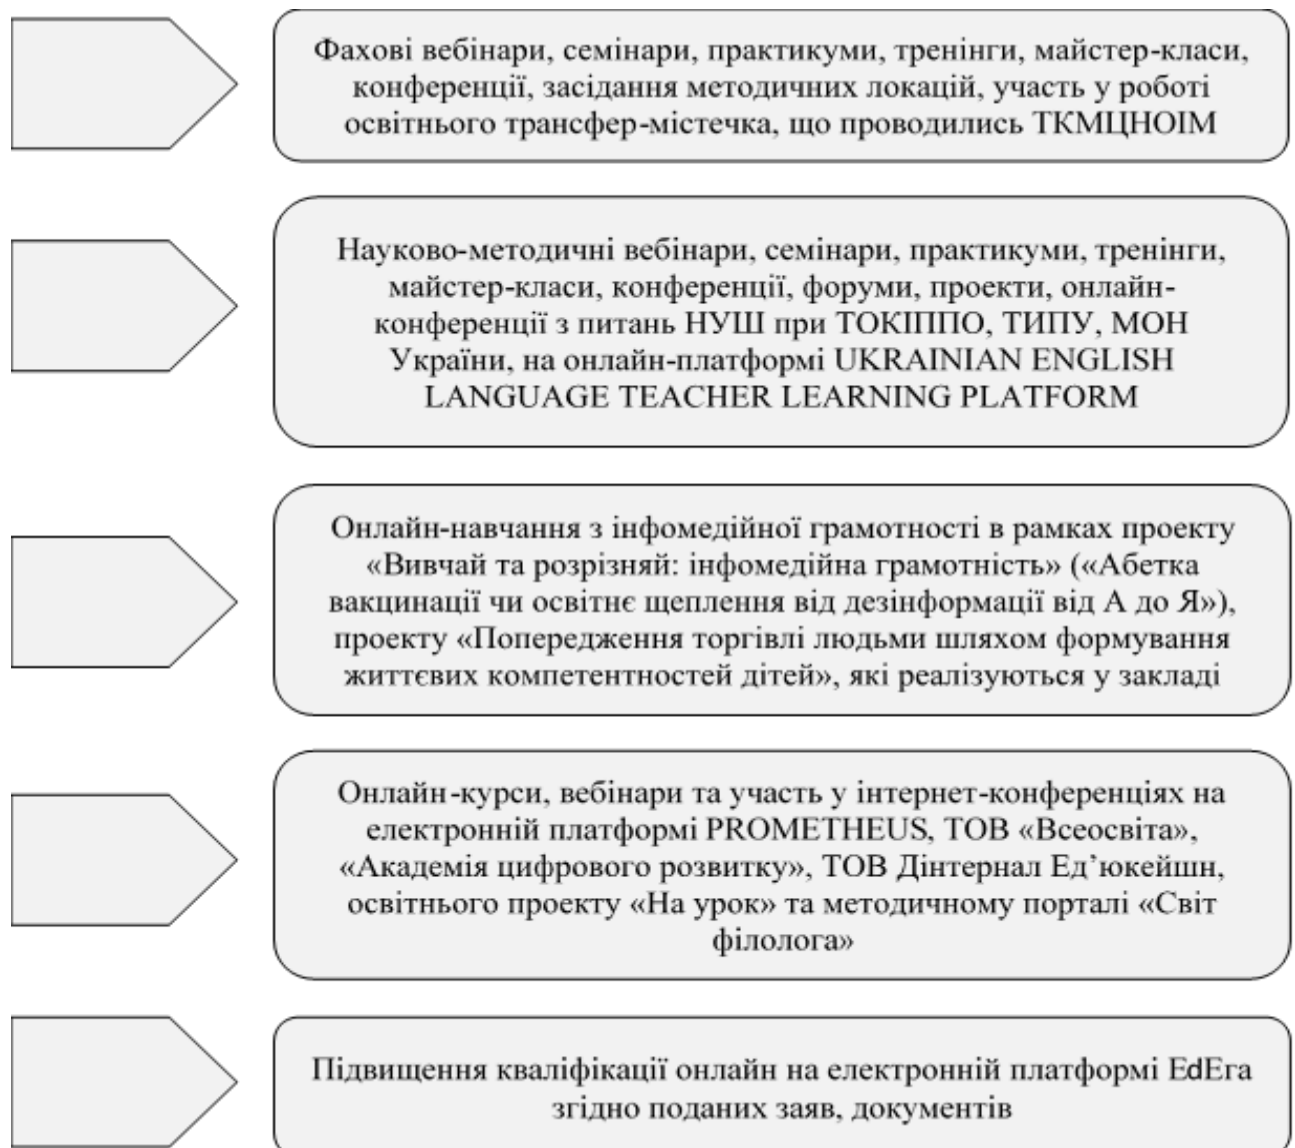 Фахові вебінари, семінари, практикуми, тренінги, майстер-класи,
конференції, засідання методичних локацій, участь у роботі
освітнього трансфер-містечка, що проводились ТКМЦНОІМ
Науково-методичні вебінари, семінари, практикуми, тренінги,
майстер-класи, конференції, форуми, проекти, онлайн-
конференції з питань НУШ при ТОКІППО, ТИПУ, МОН
України, на онлайн-платформі UKRAINIAN ENGLISH
LANGUAGE TEACHER LEARNING PLATFORM
Онлайн-навчання з інфомедійної грамотності в рамках проекту
«Вивчай та розрізняй: інфомедійна грамотність» («Абетка
вакцинації чи освітнє щеплення від дезінформації від А до Я»),
проекту «Попередження торгівлі людьми шляхом формування
життєвих компетентностей дітей», які реалізуються у закладі
Онлайн-курси, вебінари та участь у інтернет-конференціях на
електронній платформі PROMETHEUS, ТОВ «Всеосвіта»,
«Академія цифрового розвитку», ТОВ Дінтернал Ед’юкейшн,
освітнього проекту «На урок» та методичному порталі «Світ
філолога»
Підвищення кваліфікації онлайн на електронній платформі EdEra
згідно поданих заяв, документів